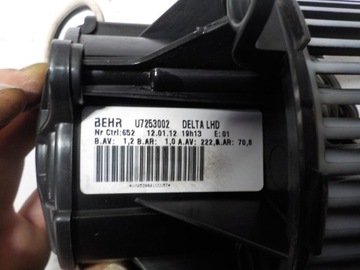 BEHR U7253002 DELTA LHD
Nr Ctrl:652 12.01.12 19h13 E:01
B.AV: 1,2 B.AR: 1,0 A.AV: 222, A.AR: 70,8